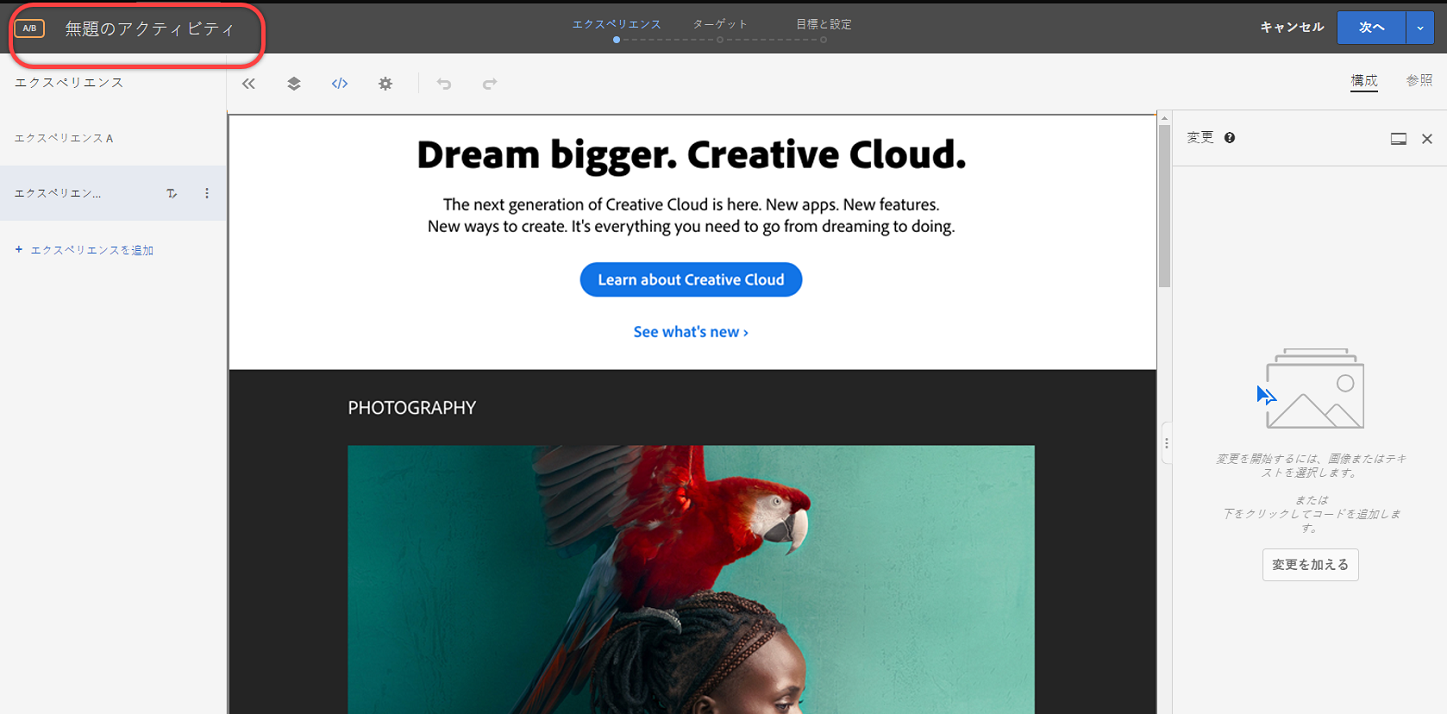 A/B 無題のアクティビティ
エクスペリエンス ターゲット 目標と設定
キャンセル 次へ
エクスペリエンス
構成 参照
エクスペリエンス A
エクスペリエン...
+ エクスペリエンスを追加
Dream bigger. Creative Cloud.
The next generation of Creative Cloud is here. New apps. New features.
New ways to create. It's everything you need to go from dreaming to doing.
Learn about Creative Cloud
See what's new ›
PHOTOGRAPHY
変更
変更を開始するには、画像またはテキ
ストを選択します。
または
下をクリックしてコードを追加しま
す。
変更を加える